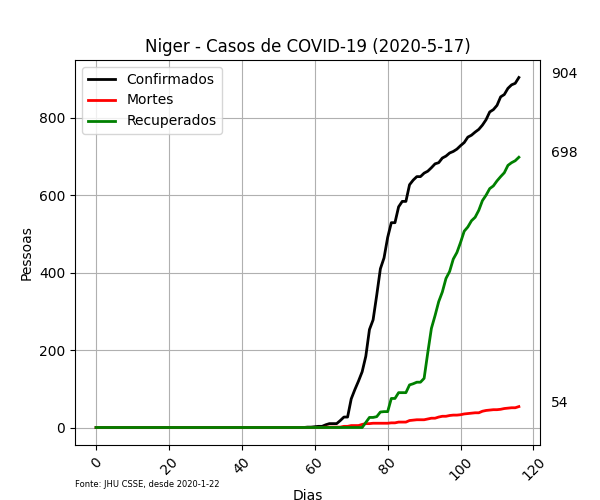 Niger - Casos de COVID-19 (2020-5-17)
Confirmados
Mortes
Recuperados
904
698
54
Pessoas
800
600
400
200
0
0 20 40 60 80 100 120
Fonte: JHU CSSE, desde 2020-1-22
Dias